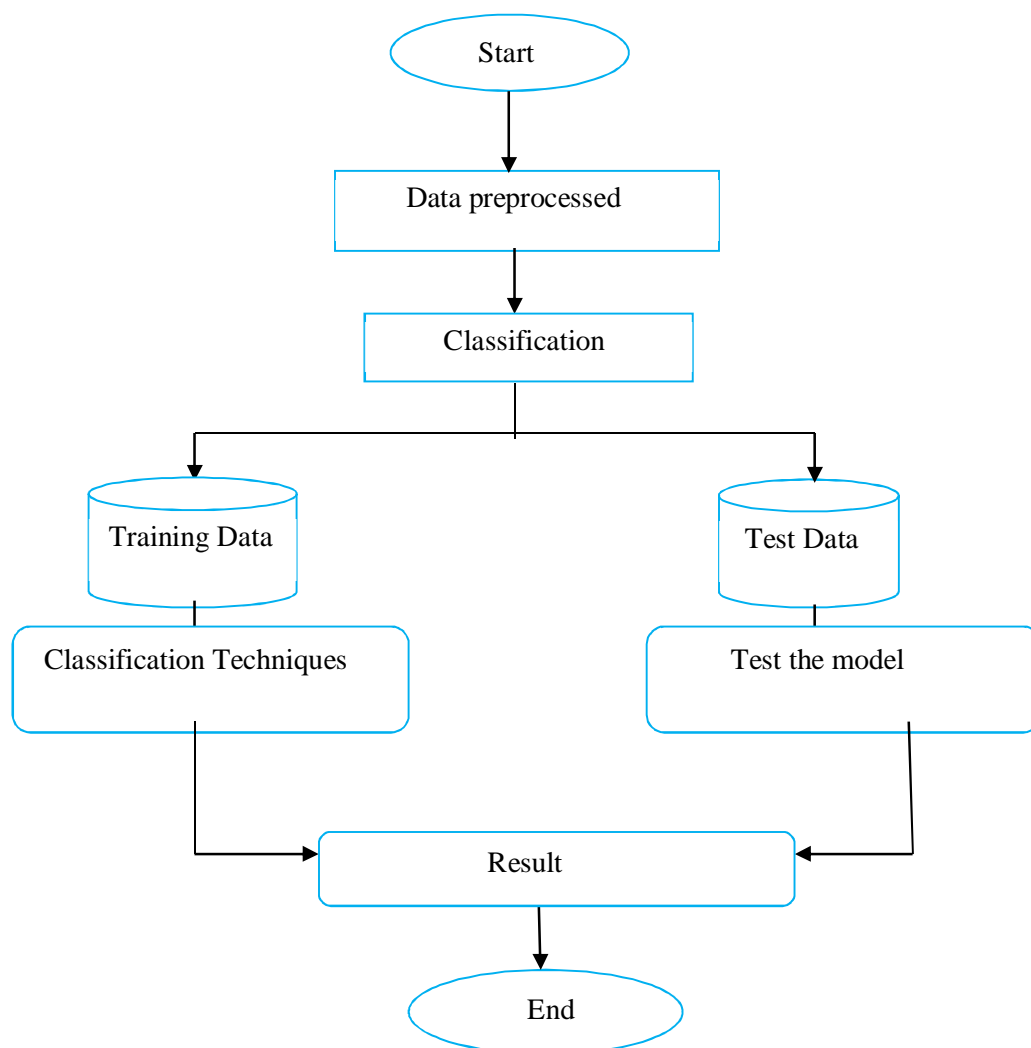 Start
Data preprocessed
Classification
Training Data
Test Data
Classification Techniques
Test the model
Result
End